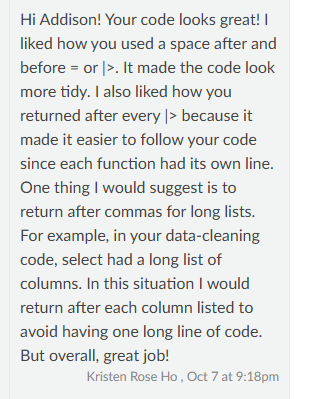 Hi Addison! Your code looks great! I
liked how you used a space after and
before = or |>. It made the code look
more tidy. I also liked how you
returned after every |> because it
made it easier to follow your code
since each function had its own line.
One thing I would suggest is to
return after commas for long lists.
For example, in your data-cleaning
code, select had a long list of
columns. In this situation I would
return after each column listed to
avoid having one long line of code.
But overall, great job!
Kristen Rose Ho , Oct 7 at 9:18pm